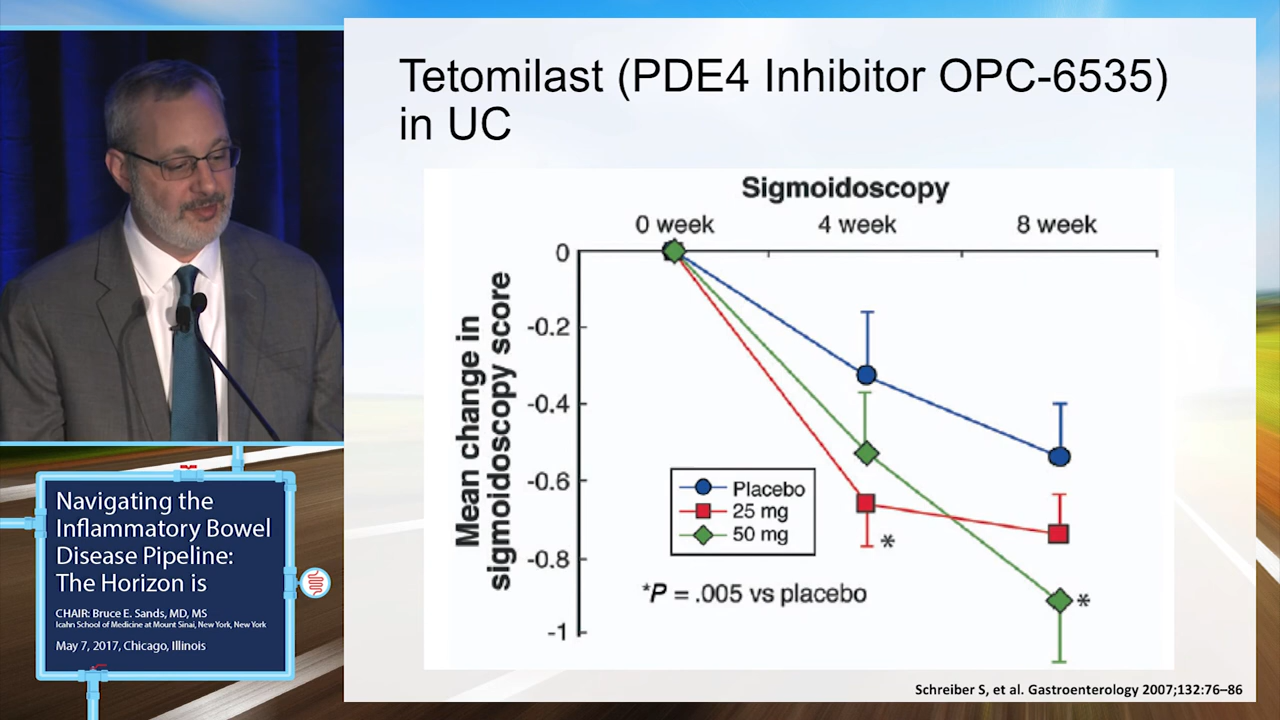 Tetomilast (PDE4 Inhibitor OPC-6535)
in UC
Sigmoidoscopy
0 week
4 week
8 week
Mean change in
sigmoidoscopy score
0
-0.2
-0.4
-0.6
-0.8
-1
Placebo
25 mg
50 mg
*
*
*P = .005 vs placebo
Schreiber S, et al. Gastroenterology 2007;132:76–86
Navigating the
Inflammatory Bowel
Disease Pipeline:
The Horizon is
CHAIR: Bruce E. Sands, MD, MS
Icahn School of Medicine at Mount Sinai, New York, New York
May 7, 2017, Chicago, Illinois